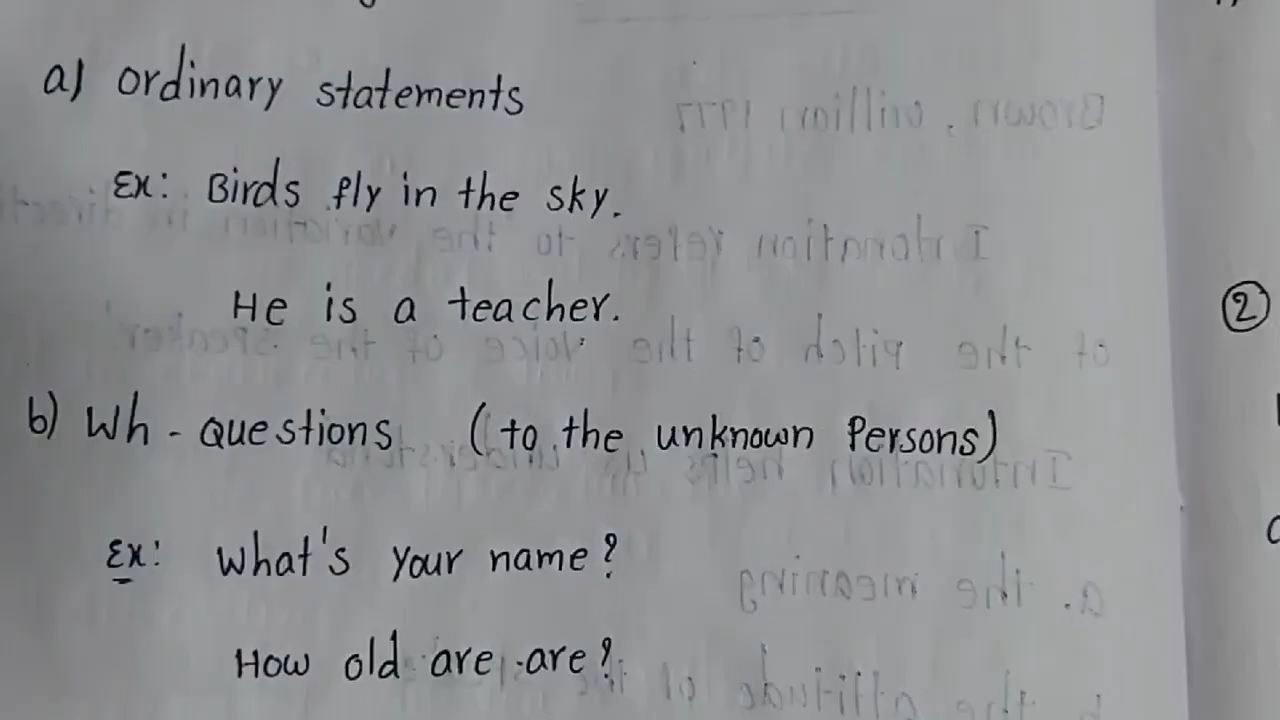 a) ordinary statements
Ex: Birds fly in the sky.
He is a teacher.
b) Wh - questions (to the unknown Persons)
Ex: What's your name?
How old are are?
2